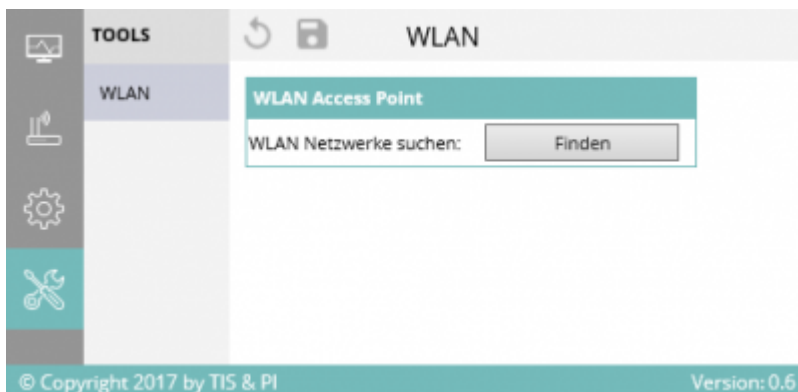 TOOLS
WLAN
WLAN
WLAN Access Point
WLAN Netzwerke suchen:
Finden
© Copyright 2017 by TIS & PI
Version: 0.6